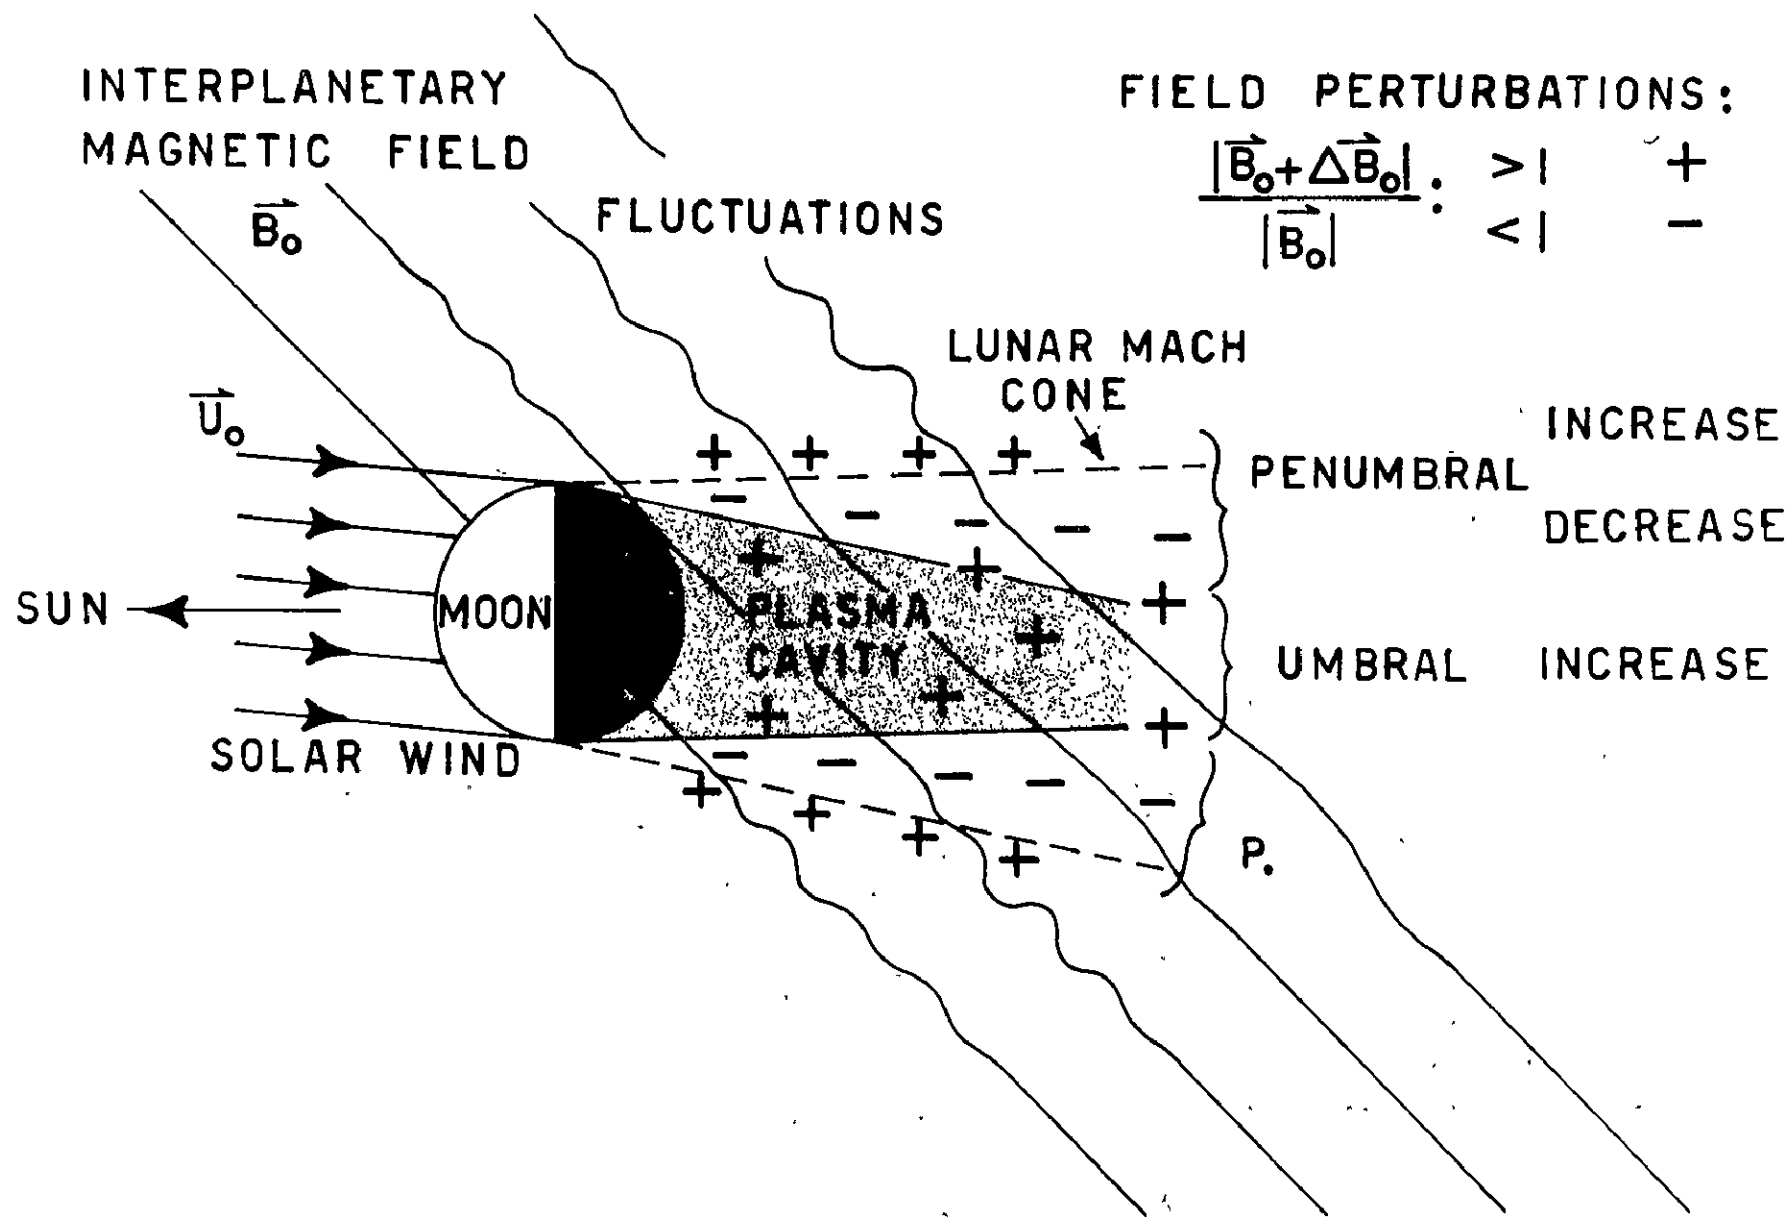 INTERPLANETARY
MAGNETIC FIELD
B₀
FLUCTUATIONS
FIELD PERTURBATIONS:
|B₀+ΔB₀| : >1 +
|B₀| <1 −
LUNAR MACH
CONE
U₀
INCREASE
PENUMBRAL
DECREASE
SUN
MOON
PLASMA
CAVITY
UMBRAL INCREASE
SOLAR WIND
P.